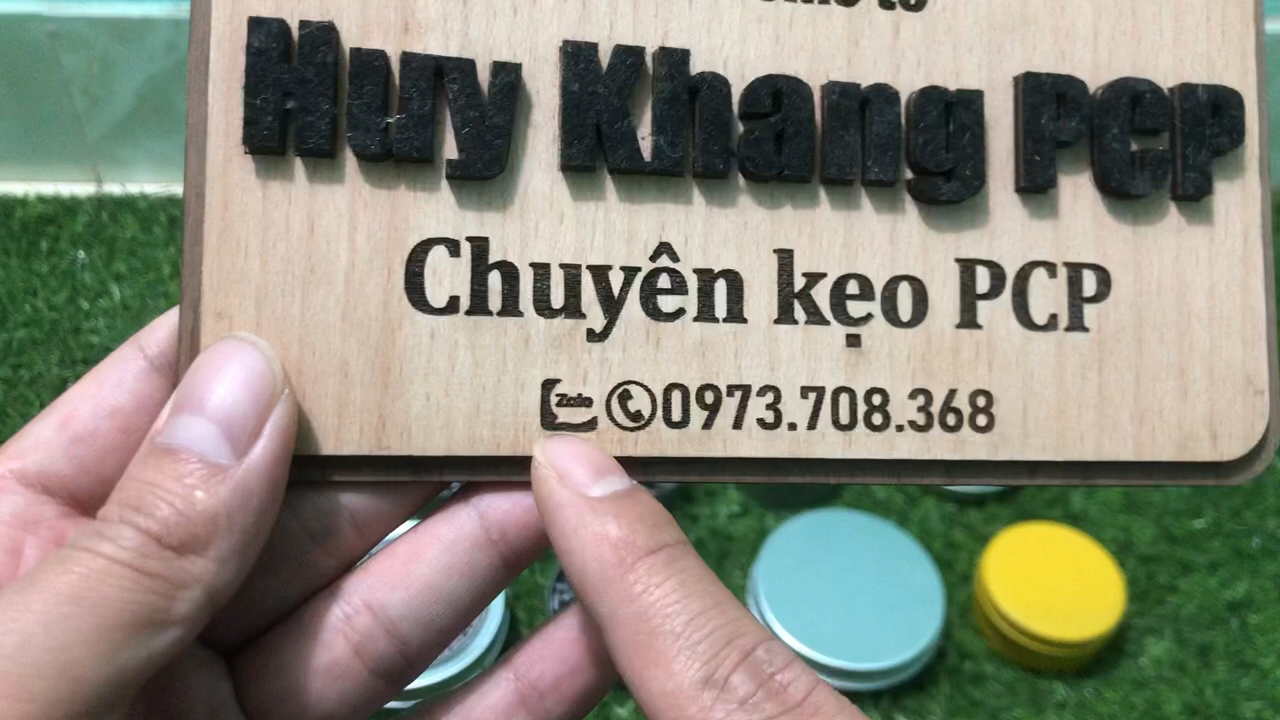 Huy Khang PCP
Chuyên kẹo PCP
Zalo 0973.708.368